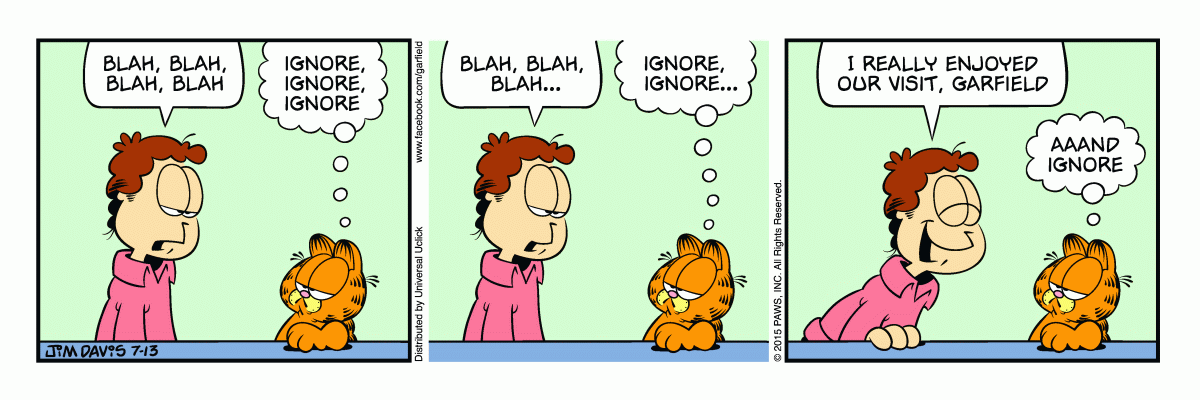 BLAH, BLAH,
BLAH, BLAH
IGNORE,
IGNORE,
IGNORE
JIM DAVIS 7-13
Distributed by Universal Uclick
www.facebook.com/garfield
BLAH, BLAH,
BLAH...
IGNORE,
IGNORE...
© 2015 PAWS, INC. All Rights Reserved.
I REALLY ENJOYED
OUR VISIT, GARFIELD
AAAND
IGNORE